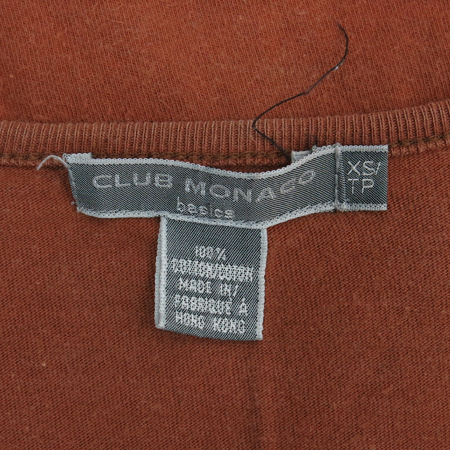 CLUB MONACO
basics
XS/
TP
100%
COTTON/COTON
MADE IN/
FABRIQUÉ À
HONG KONG